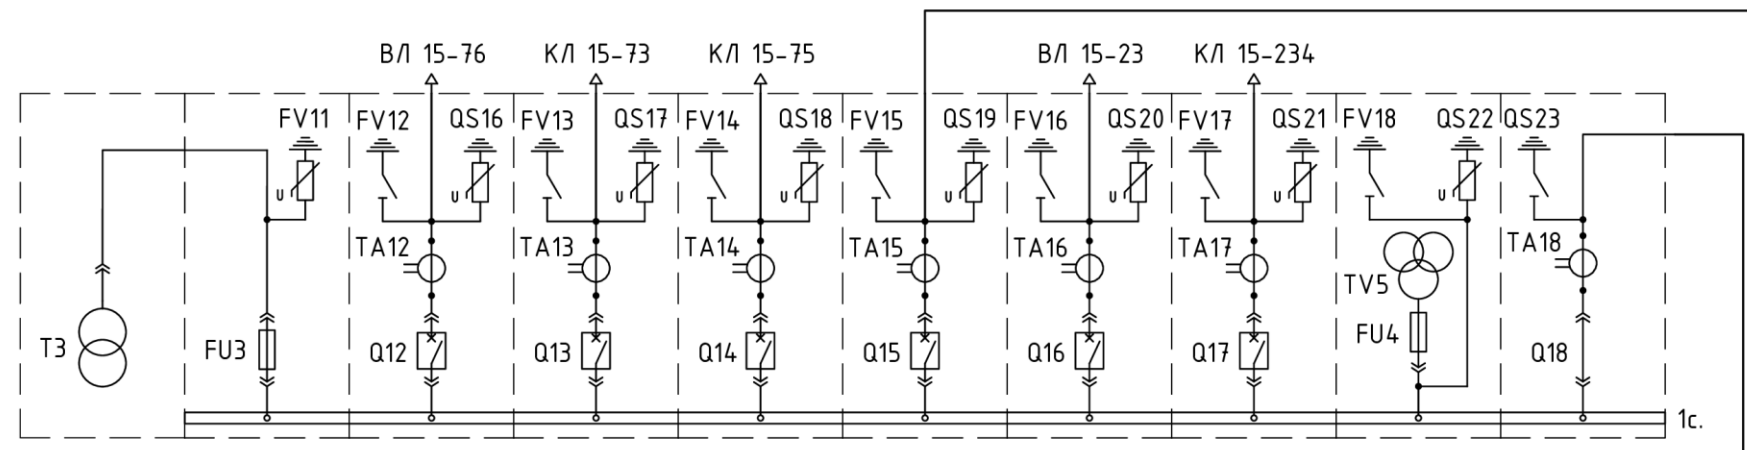 ВЛ 15-76 КЛ 15-73 КЛ 15-75 ВЛ 15-23 КЛ 15-234
FV11 FV12 QS16 FV13 QS17 FV14 QS18 FV15 QS19 FV16 QS20 FV17 QS21 FV18 QS22 QS23
U U U U U U U U
TA12 TA13 TA14 TA15 TA16 TA17 TA18
TV5
T3 FU3 Q12 Q13 Q14 Q15 Q16 Q17 FU4 Q18
1с.